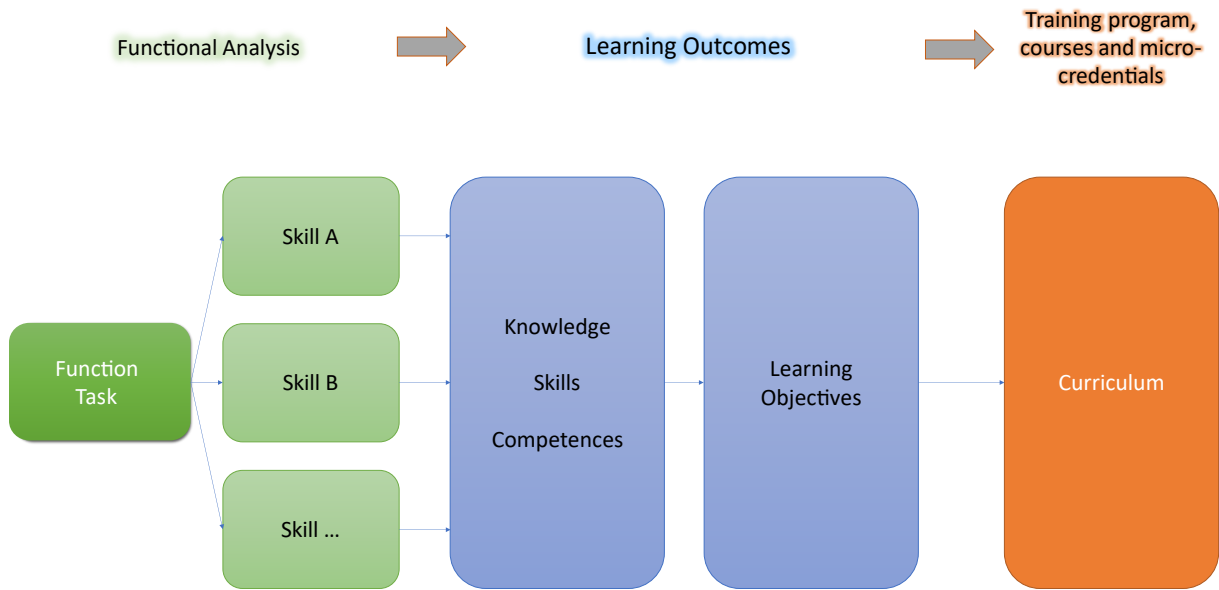 Functional Analysis
Learning Outcomes
Training program,
courses and micro-
credentials
Skill A
Skill B
Skill ...
Function
Task
Knowledge
Skills
Competences
Learning
Objectives
Curriculum